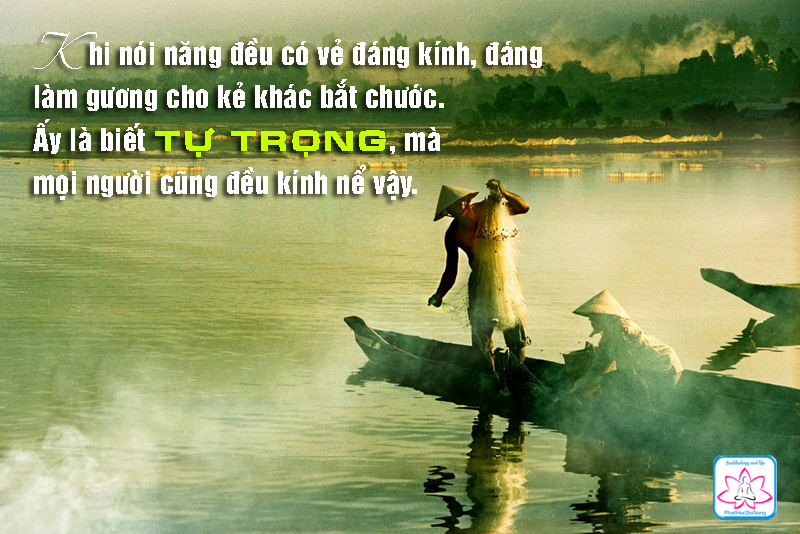 Khi nói năng đều có vẻ đáng kính, đáng
làm gương cho kẻ khác bắt chước.
Ấy là biết TỰ TRỌNG, mà
mọi người cũng đều kính nể vậy.
Buddhology and life
PhatHocDoiSong